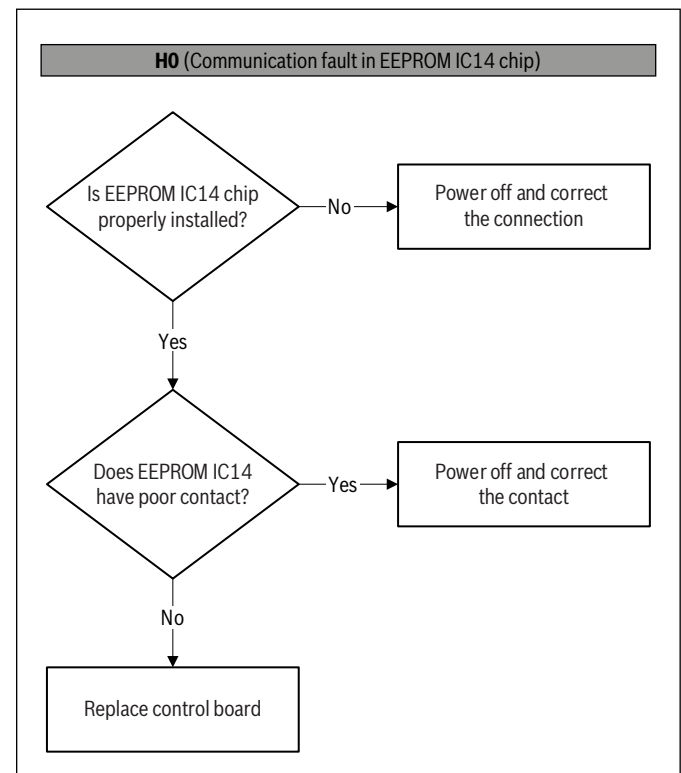 H0 (Communication fault in EEPROM IC14 chip)
Is EEPROM IC14 chip
properly installed?
No
Power off and correct
the connection
Yes
Does EEPROM IC14
have poor contact?
Yes
Power off and correct
the contact
No
Replace control board